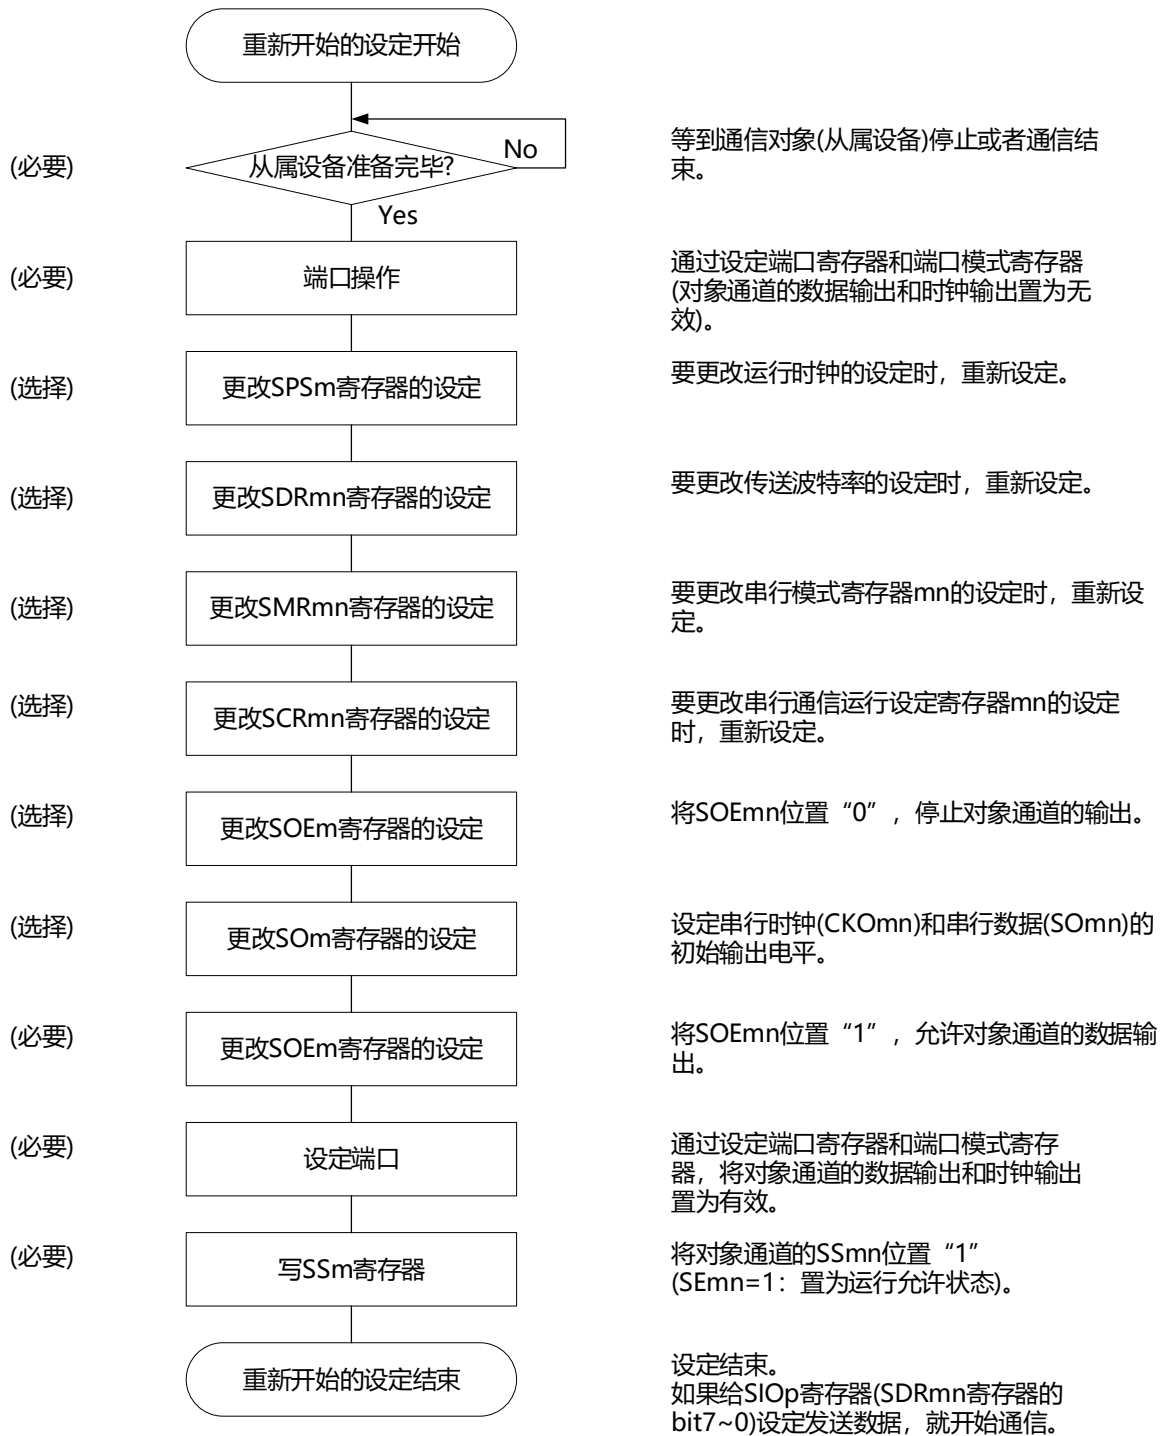 重新开始的设定开始
(必要)
从属设备准备完毕?
No
Yes
等到通信对象(从属设备)停止或者通信结
束。
(必要)
端口操作
通过设定端口寄存器和端口模式寄存器
(对象通道的数据输出和时钟输出置为无
效)。
(选择)
更改SPSm寄存器的设定
要更改运行时钟的设定时，重新设定。
(选择)
更改SDRmn寄存器的设定
要更改传送波特率的设定时，重新设定。
(选择)
更改SMRmn寄存器的设定
要更改串行模式寄存器mn的设定时，重新设
定。
(选择)
更改SCRmn寄存器的设定
要更改串行通信运行设定寄存器mn的设定
时，重新设定。
(选择)
更改SOEm寄存器的设定
将SOEmn位置“0”，停止对象通道的输出。
(选择)
更改SOm寄存器的设定
设定串行时钟(CKOmn)和串行数据(SOmn)的
初始输出电平。
(必要)
更改SOEm寄存器的设定
将SOEmn位置“1”，允许对象通道的数据输
出。
(必要)
设定端口
通过设定端口寄存器和端口模式寄存
器，将对象通道的数据输出和时钟输出
置为有效。
(必要)
写SSm寄存器
将对象通道的SSmn位置“1”
(SEmn=1：置为运行允许状态)。
重新开始的设定结束
设定结束。
如果给SIOp寄存器(SDRmn寄存器的
bit7~0)设定发送数据，就开始通信。